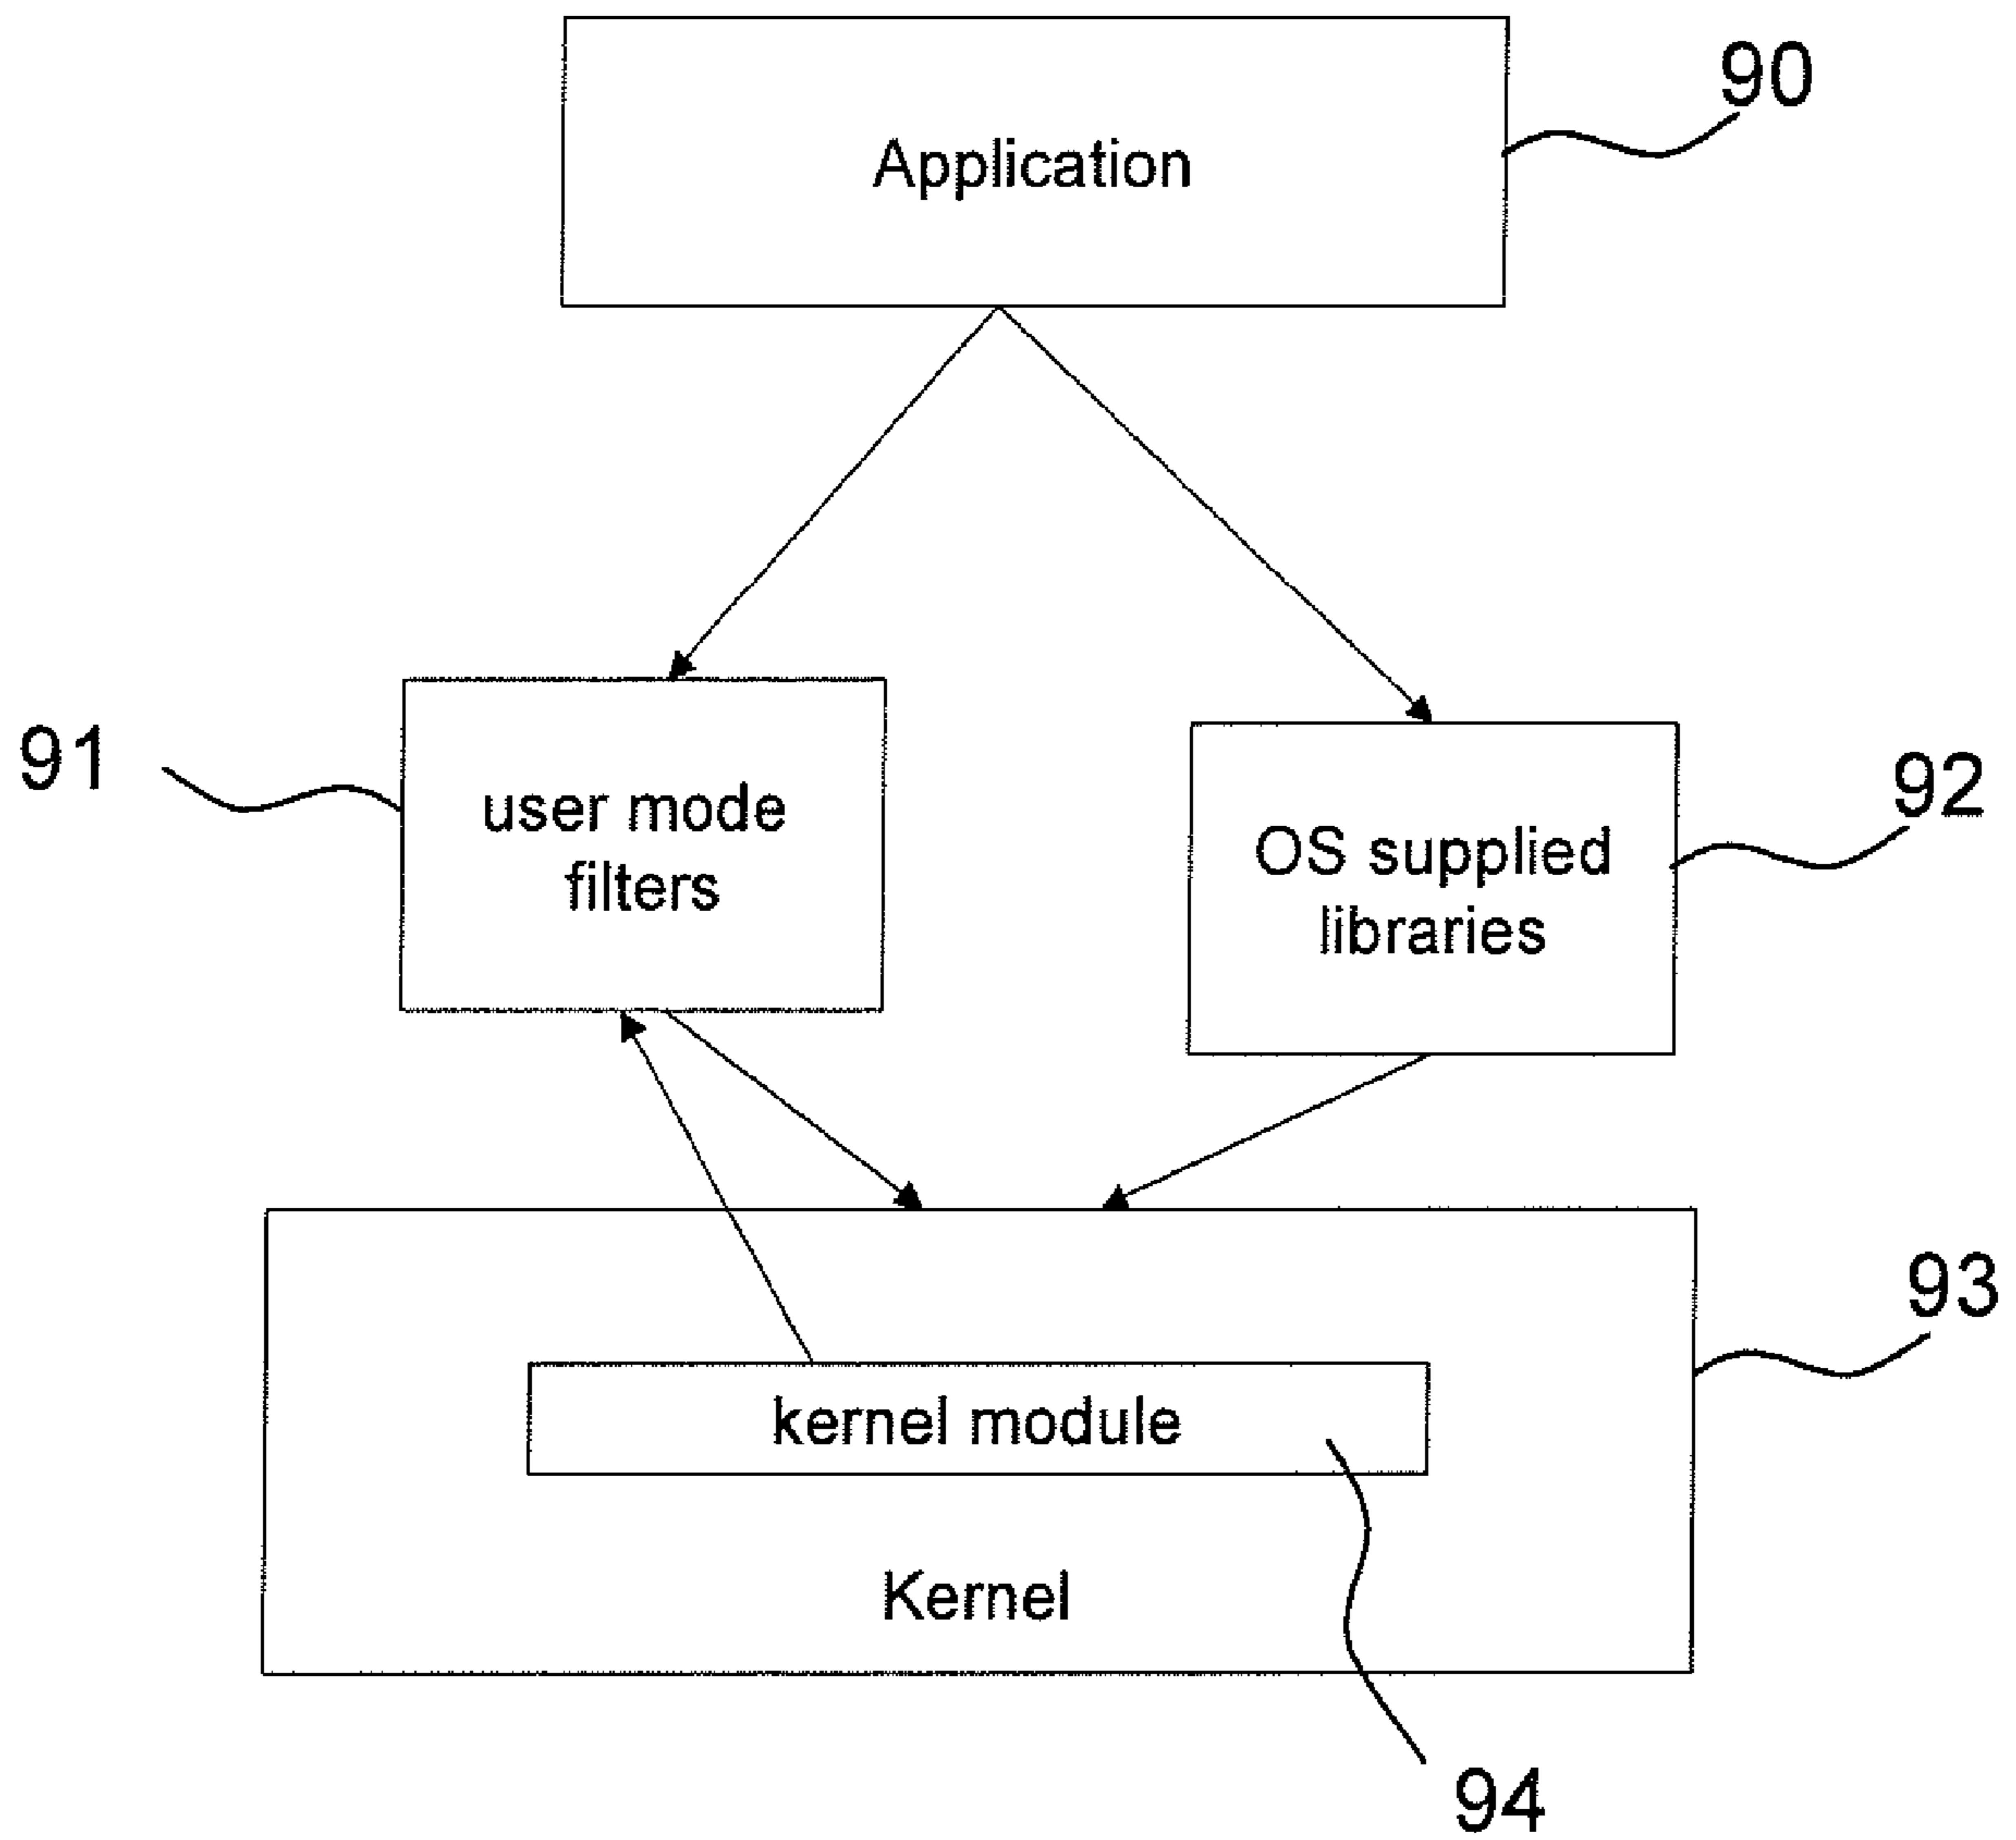 90
Application
91
user mode
filters
92
OS supplied
libraries
93
kernel module
Kernel
94